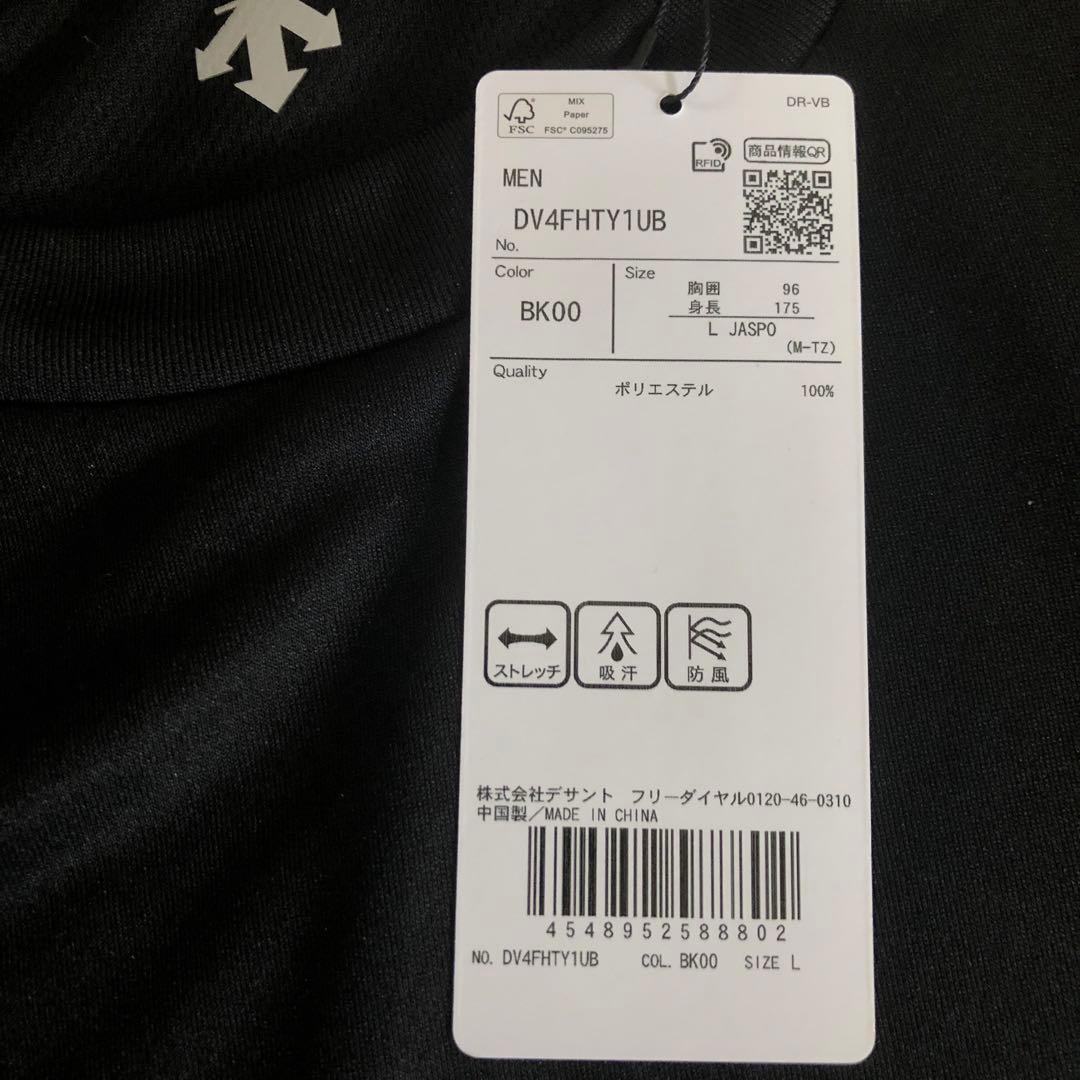 MIX
Paper
FSC® C095275
FSC
DR-VB
RFID
商品情報QR
MEN
DV4FHTY1UB
No.
Color
BK00
Size
胸囲 96
身長 175
L JASPO
(M-TZ)
Quality
ポリエステル 100%
ストレッチ
吸汗
防風
株式会社デサント フリーダイヤル0120-46-0310
中国製/MADE IN CHINA
4548952588802
NO. DV4FHTY1UB COL. BK00 SIZE L